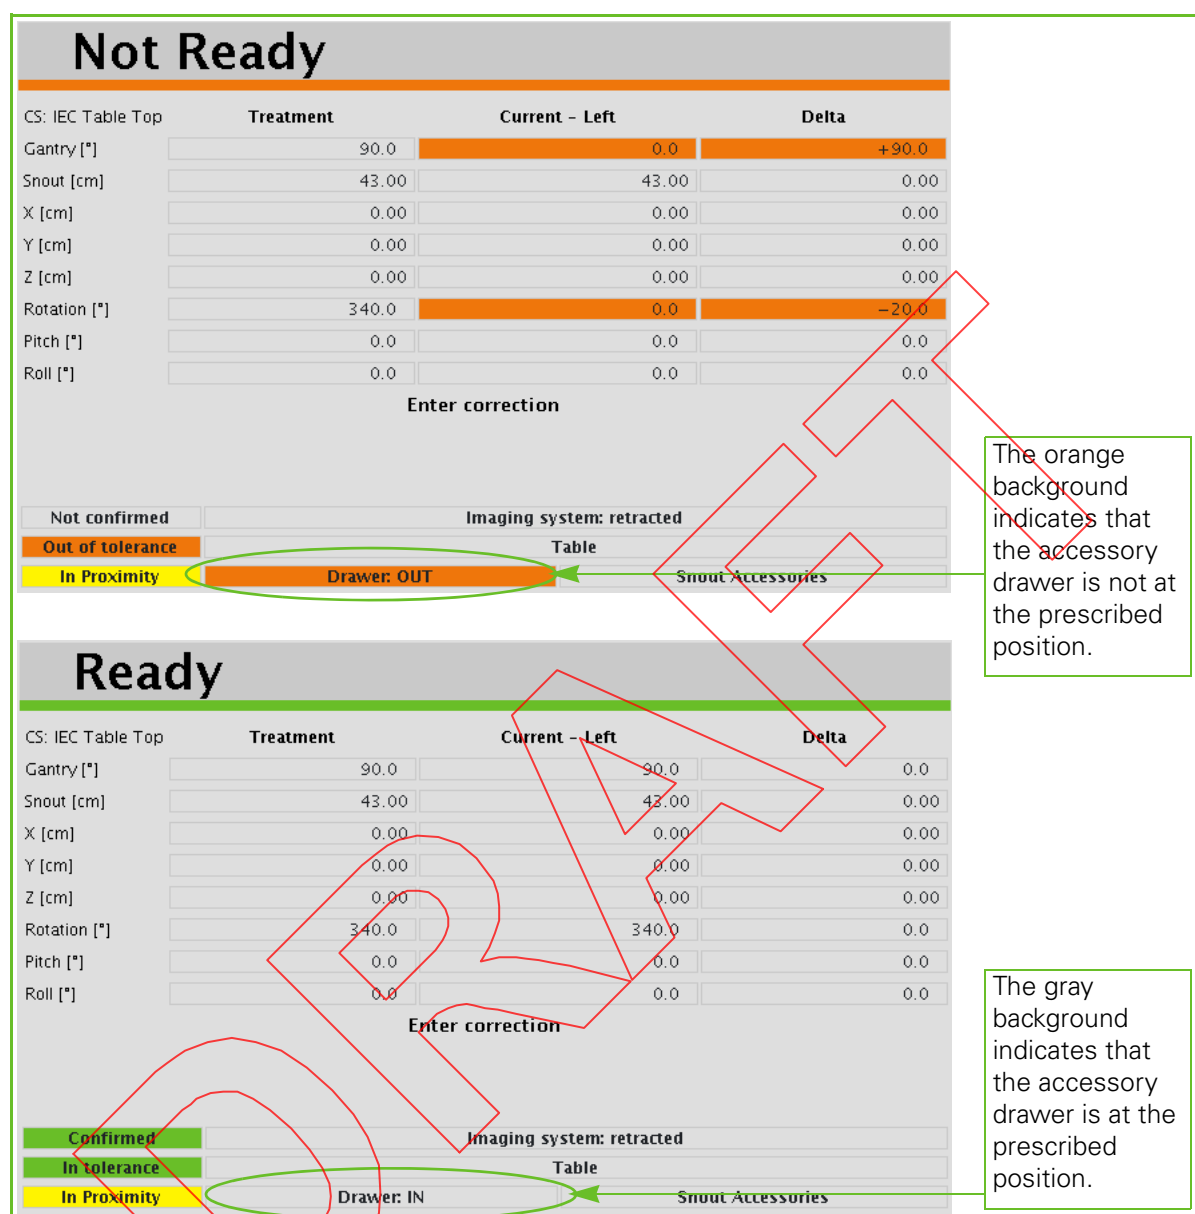 Not Ready
CS: IEC Table Top Treatment Current – Left Delta
Gantry [°] 90.0 0.0 +90.0
Snout [cm] 43.00 43.00 0.00
X [cm] 0.00 0.00 0.00
Y [cm] 0.00 0.00 0.00
Z [cm] 0.00 0.00 0.00
Rotation [°] 340.0 0.0 −20.0
Pitch [°] 0.0 0.0 0.0
Roll [°] 0.0 0.0 0.0
Enter correction
Not confirmed Imaging system: retracted
Out of tolerance Table
In Proximity Drawer: OUT Snout Accessories
The orange
background
indicates that
the accessory
drawer is not at
the prescribed
position.
Ready
CS: IEC Table Top Treatment Current – Left Delta
Gantry [°] 90.0 90.0 0.0
Snout [cm] 43.00 43.00 0.00
X [cm] 0.00 0.00 0.00
Y [cm] 0.00 0.00 0.00
Z [cm] 0.00 0.00 0.00
Rotation [°] 340.0 340.0 0.0
Pitch [°] 0.0 0.0 0.0
Roll [°] 0.0 0.0 0.0
Enter correction
Confirmed Imaging system: retracted
In tolerance Table
In Proximity Drawer: IN Snout Accessories
The gray
background
indicates that
the accessory
drawer is at the
prescribed
position.
DRAFT